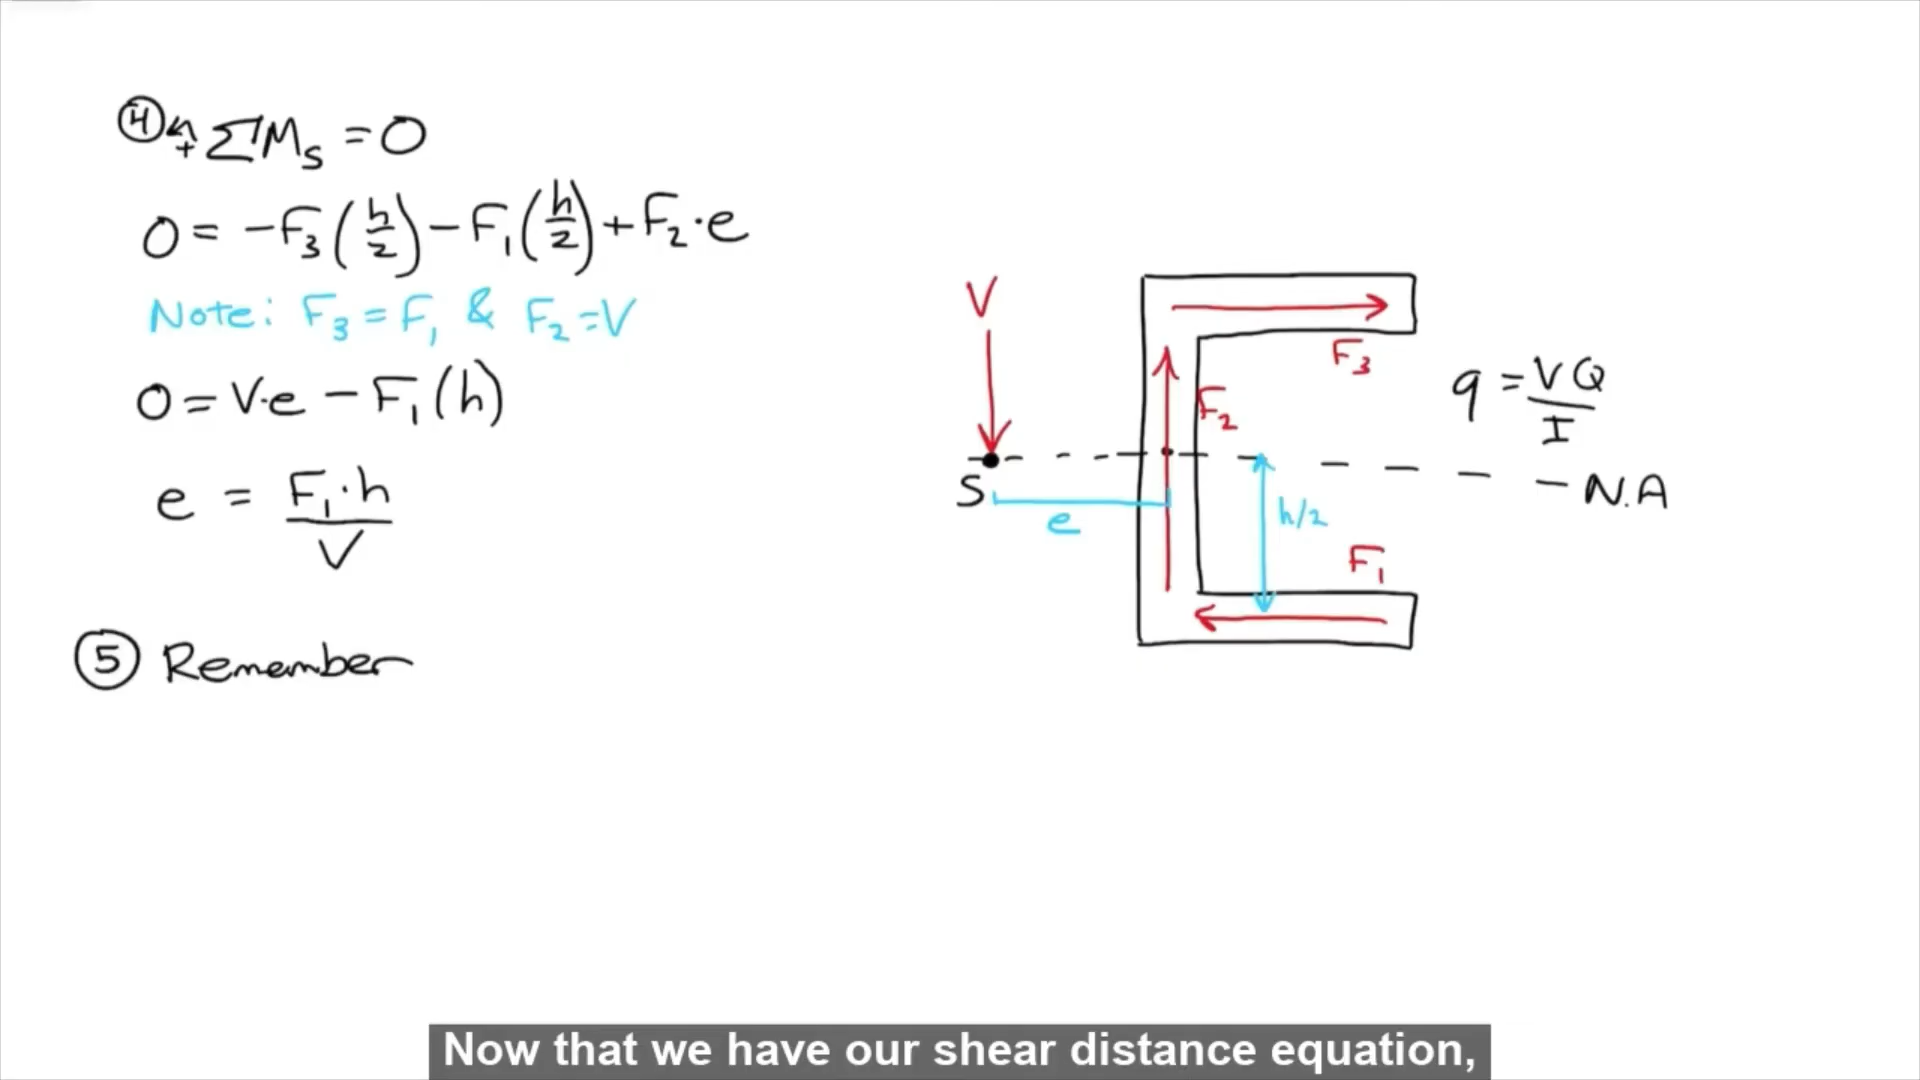 ④ ↰+ ΣM_S = 0
0 = -F₃(h/2) - F₁(h/2) + F₂·e
Note: F₃ = F₁ & F₂ = V
0 = V·e - F₁(h)
e = F₁·h / V
⑤ Remember
V
F₃
F₂
q = VQ/I
S
e
h/2
N.A
F₁
Now that we have our shear distance equation,